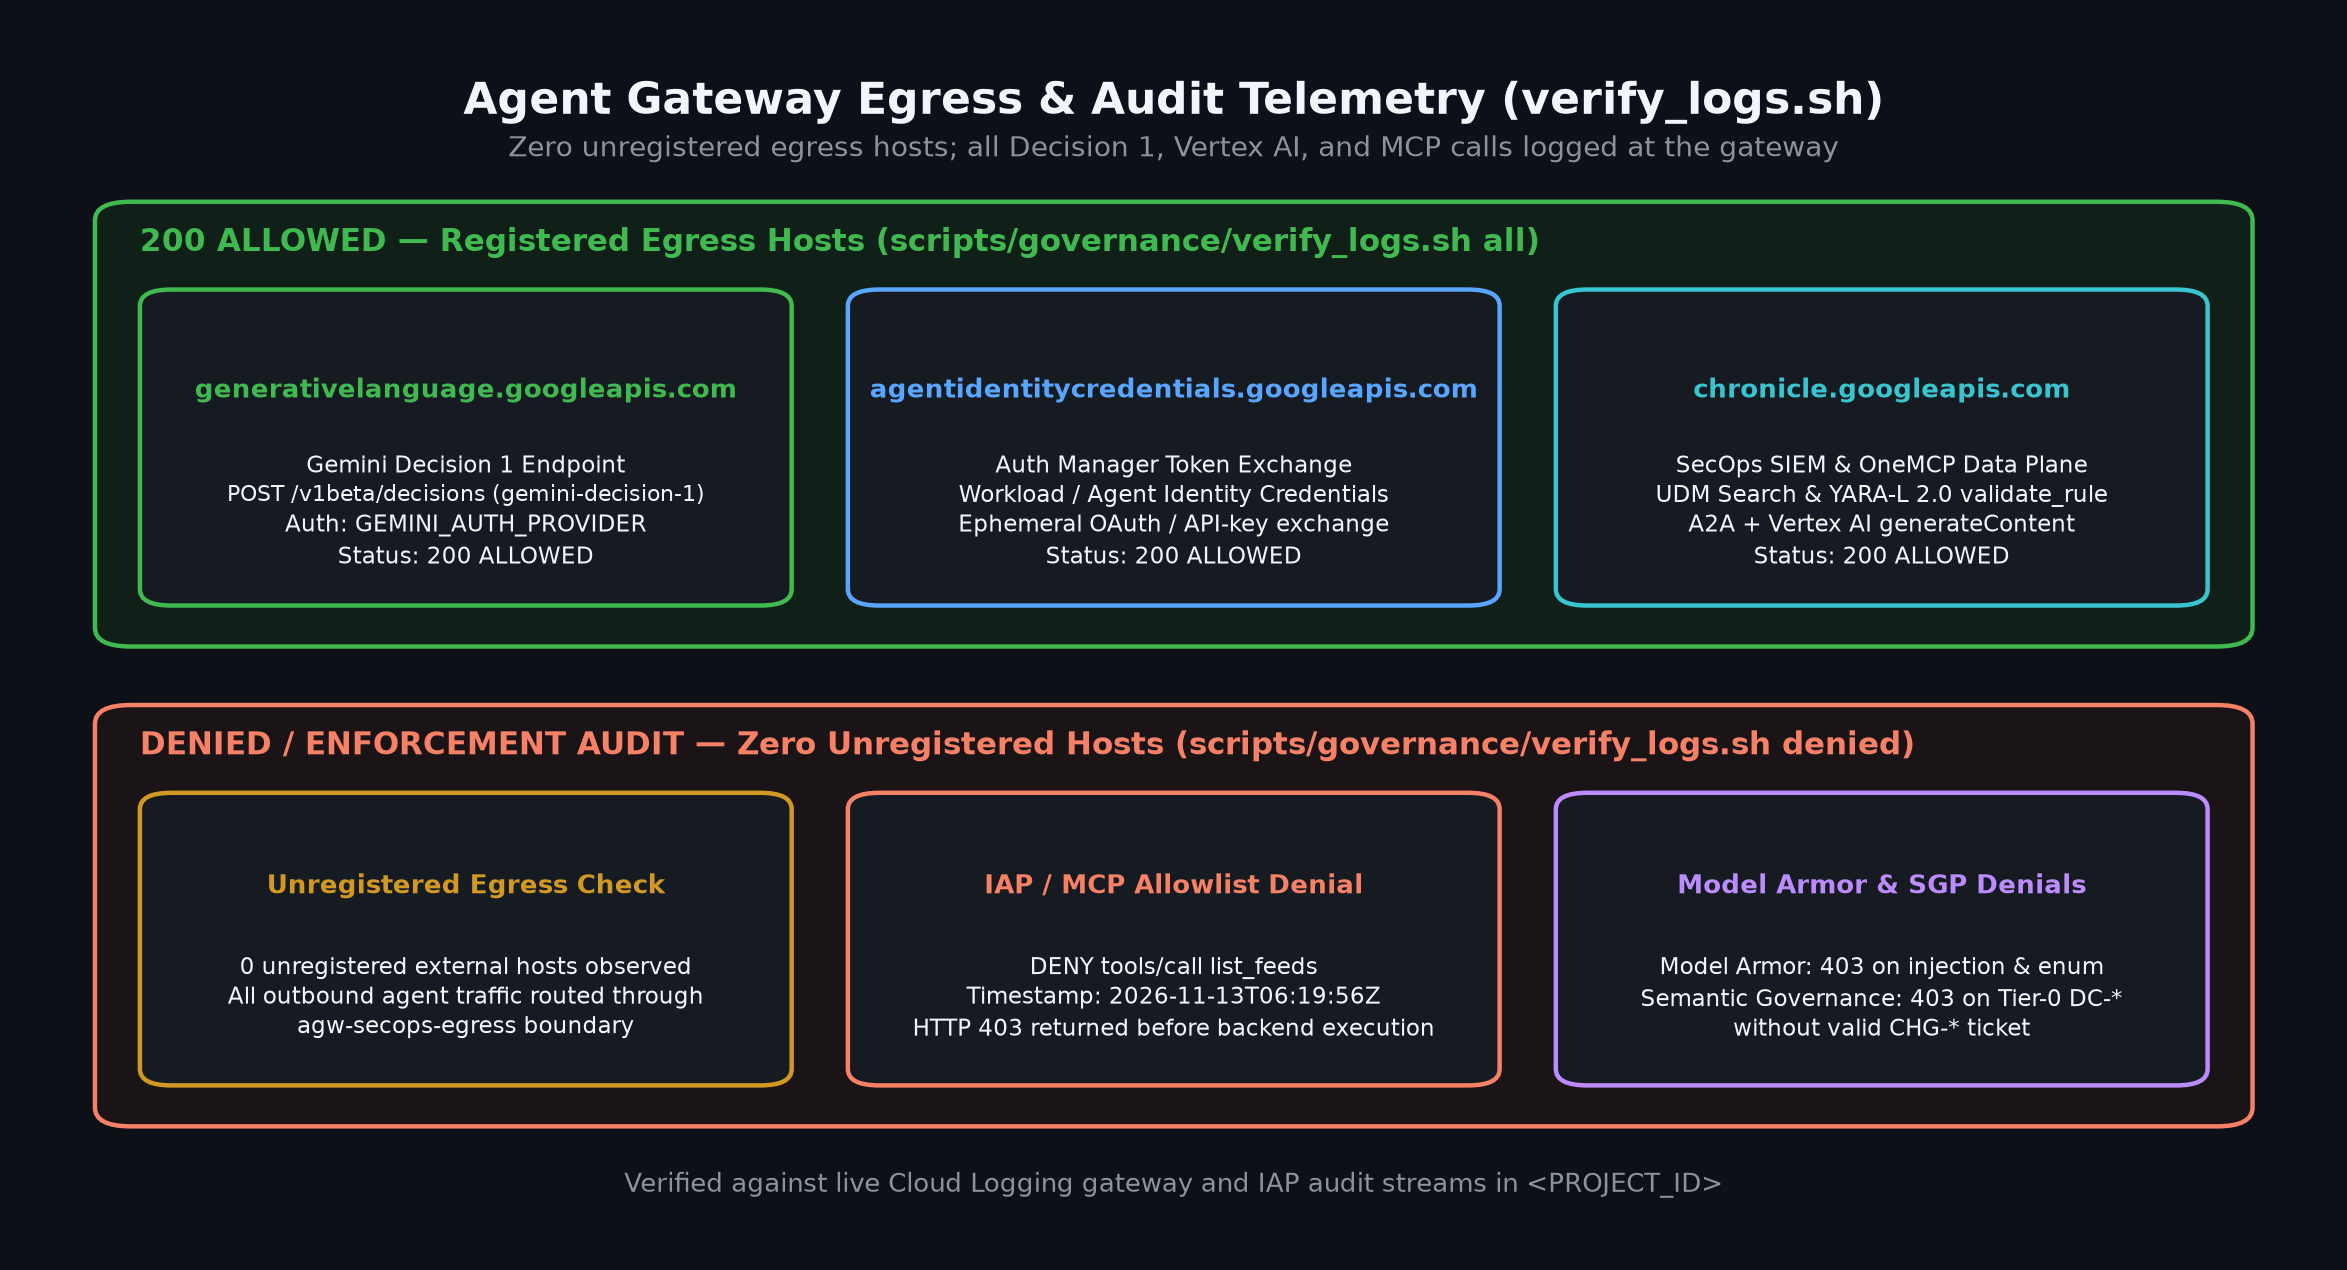 Agent Gateway Egress & Audit Telemetry (verify_logs.sh)
Zero unregistered egress hosts; all Decision 1, Vertex AI, and MCP calls logged at the gateway
200 ALLOWED — Registered Egress Hosts (scripts/governance/verify_logs.sh all)
generativelanguage.googleapis.com
Gemini Decision 1 Endpoint
POST /v1beta/decisions (gemini-decision-1)
Auth: GEMINI_AUTH_PROVIDER
Status: 200 ALLOWED
agentidentitycredentials.googleapis.com
Auth Manager Token Exchange
Workload / Agent Identity Credentials
Ephemeral OAuth / API-key exchange
Status: 200 ALLOWED
chronicle.googleapis.com
SecOps SIEM & OneMCP Data Plane
UDM Search & YARA-L 2.0 validate_rule
A2A + Vertex AI generateContent
Status: 200 ALLOWED
DENIED / ENFORCEMENT AUDIT — Zero Unregistered Hosts (scripts/governance/verify_logs.sh denied)
Unregistered Egress Check
0 unregistered external hosts observed
All outbound agent traffic routed through
agw-secops-egress boundary
IAP / MCP Allowlist Denial
DENY tools/call list_feeds
Timestamp: 2026-11-13T06:19:56Z
HTTP 403 returned before backend execution
Model Armor & SGP Denials
Model Armor: 403 on injection & enum
Semantic Governance: 403 on Tier-0 DC-*
without valid CHG-* ticket
Verified against live Cloud Logging gateway and IAP audit streams in <PROJECT_ID>